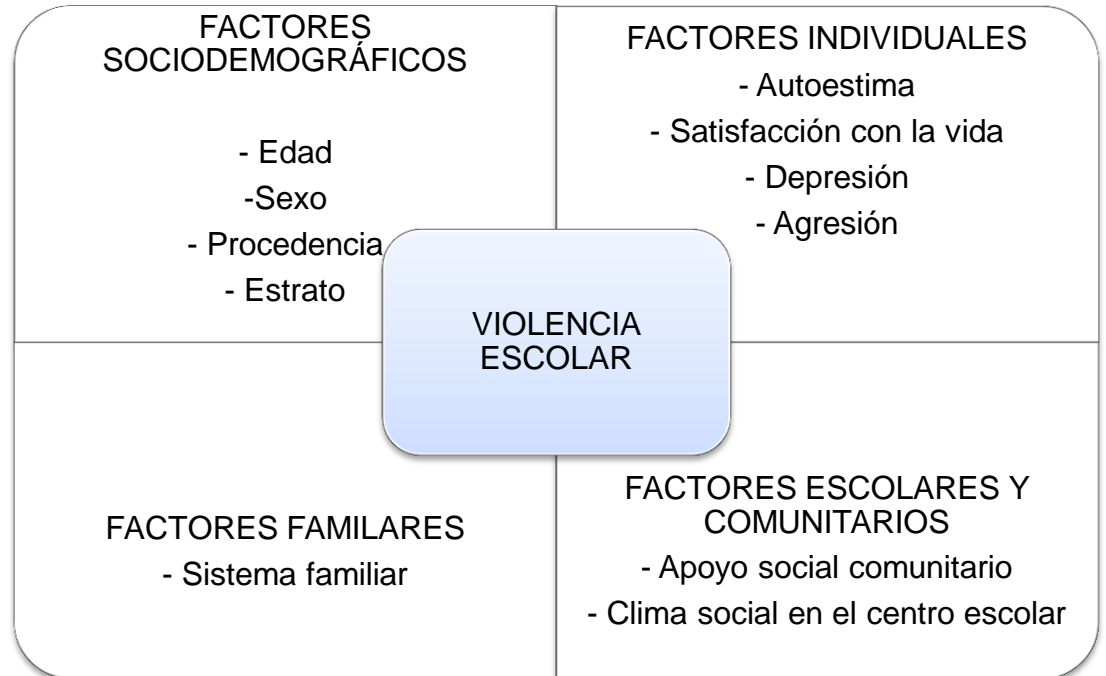 FACTORES
SOCIODEMOGRÁFICOS
- Edad
-Sexo
- Procedencia
- Estrato
FACTORES INDIVIDUALES
- Autoestima
- Satisfacción con la vida
- Depresión
- Agresión
VIOLENCIA
ESCOLAR
FACTORES FAMILARES
- Sistema familiar
FACTORES ESCOLARES Y
COMUNITARIOS
- Apoyo social comunitario
- Clima social en el centro escolar